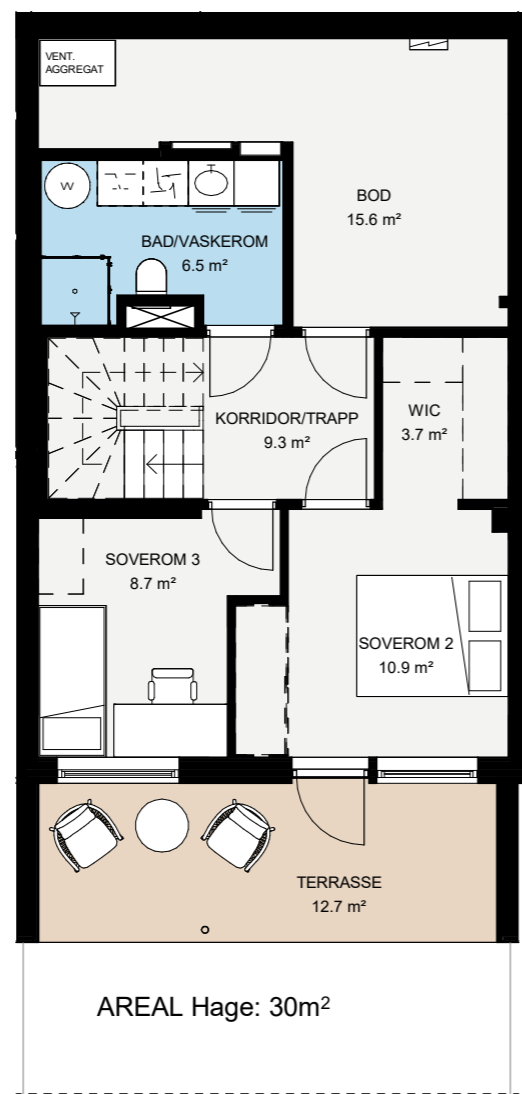 VENT.
AGGREGAT
BOD
15.6 m²
W
BAD/VASKEROM
6.5 m²
KORRIDOR/TRAPP
9.3 m²
WIC
3.7 m²
SOVEROM 3
8.7 m²
SOVEROM 2
10.9 m²
TERRASSE
12.7 m²
AREAL Hage: 30m²